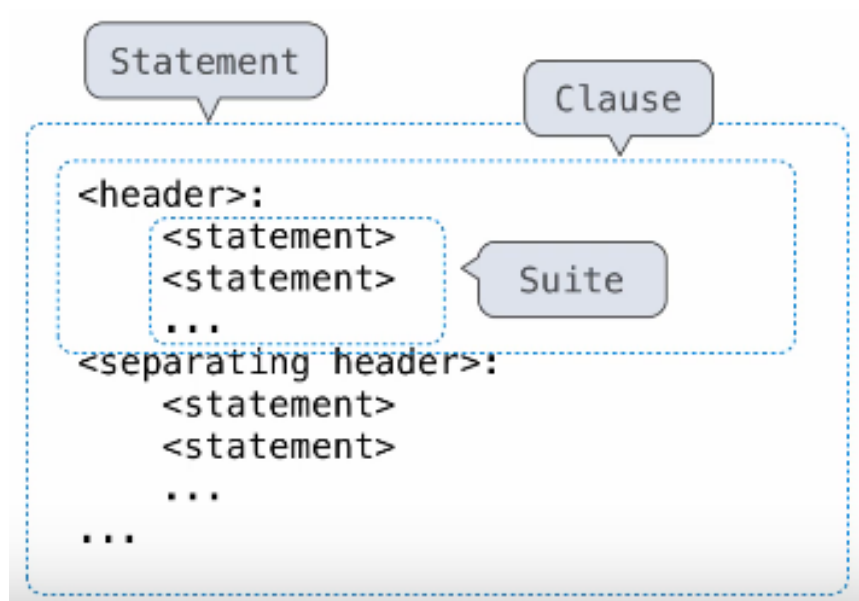 Statement
Clause
<header>:
<statement>
<statement>
Suite
...
<separating header>:
<statement>
<statement>
...
...